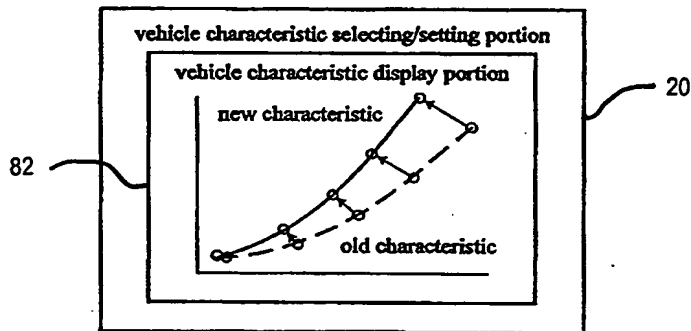 vehicle characteristic selecting/setting portion
vehicle characteristic display portion
20
new characteristic
82
old characteristic